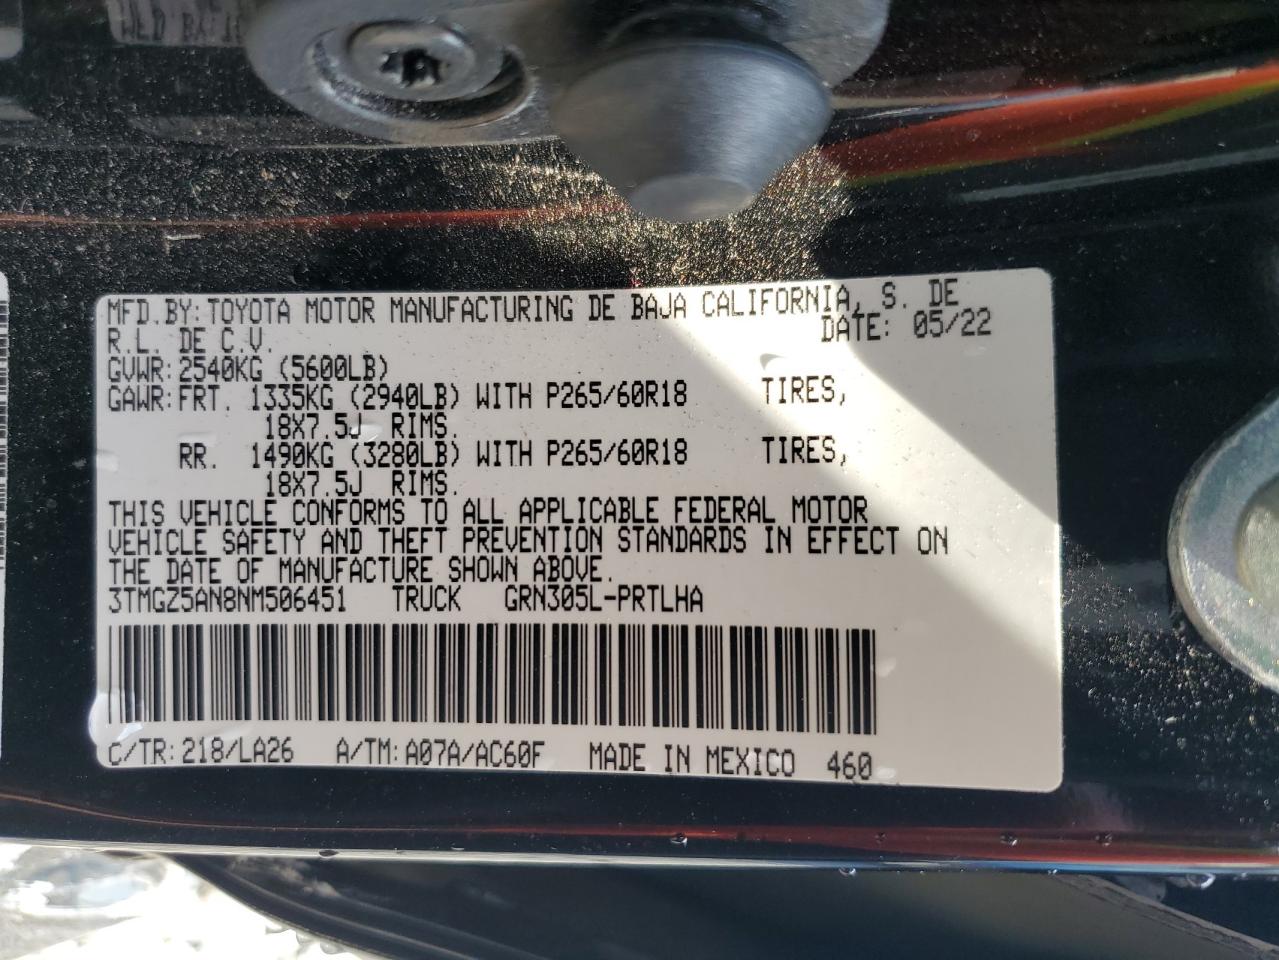 MFD.BY: TOYOTA MOTOR MANUFACTURING DE BAJA CALIFORNIA, S. DE
R.L. DE C.V. DATE: 05/22
GVWR: 2540KG (5600LB)
GAWR: FRT. 1335KG (2940LB) WITH P265/60R18 TIRES,
18X7.5J RIMS.
RR. 1490KG (3280LB) WITH P265/60R18 TIRES,
18X7.5J RIMS.
THIS VEHICLE CONFORMS TO ALL APPLICABLE FEDERAL MOTOR
VEHICLE SAFETY AND THEFT PREVENTION STANDARDS IN EFFECT ON
THE DATE OF MANUFACTURE SHOWN ABOVE.
3TMGZ5AN8NM506451 TRUCK GRN305L-PRTLHA
C/TR: 218/LA26 A/TM: A07A/AC60F MADE IN MEXICO 460